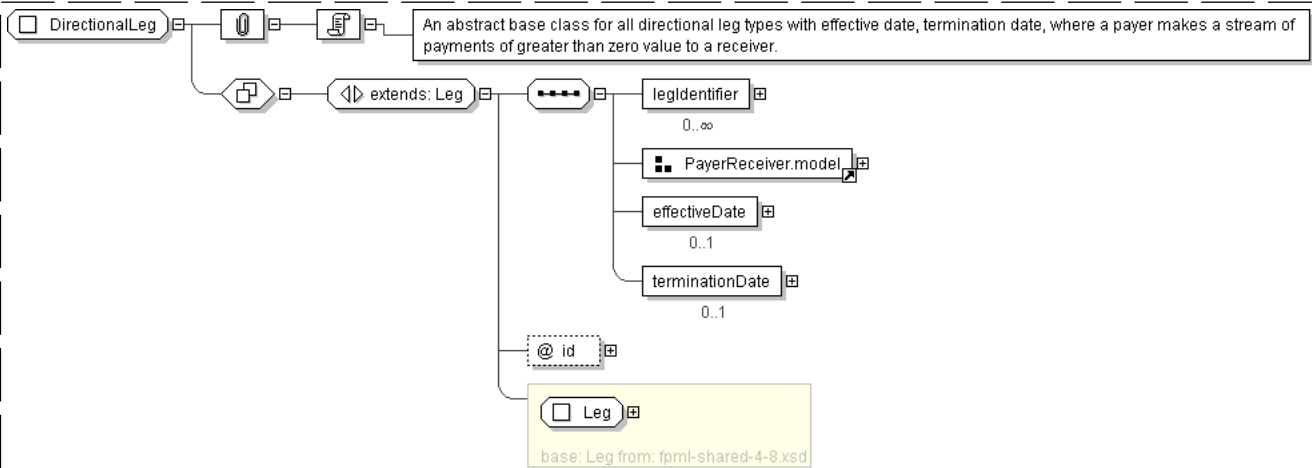 DirectionalLeg
An abstract base class for all directional leg types with effective date, termination date, where a payer makes a stream of
payments of greater than zero value to a receiver.
extends: Leg
legIdentifier
0..∞
PayerReceiver.model
effectiveDate
0..1
terminationDate
0..1
@ id
Leg
base: Leg from: fpml-shared-4-8.xsd